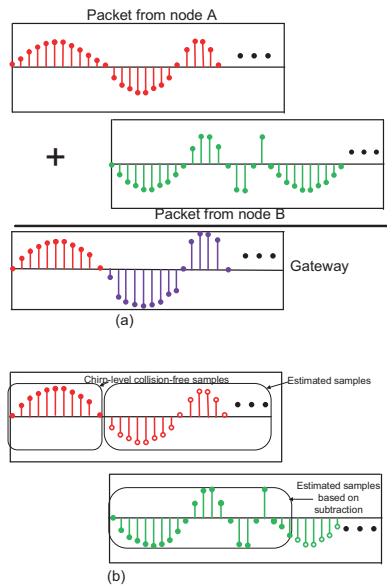 Packet from node A
+
Packet from node B
Gateway
(a)
Chirp-level collision-free samples
Estimated samples
Estimated samples
based on
subtraction
(b)